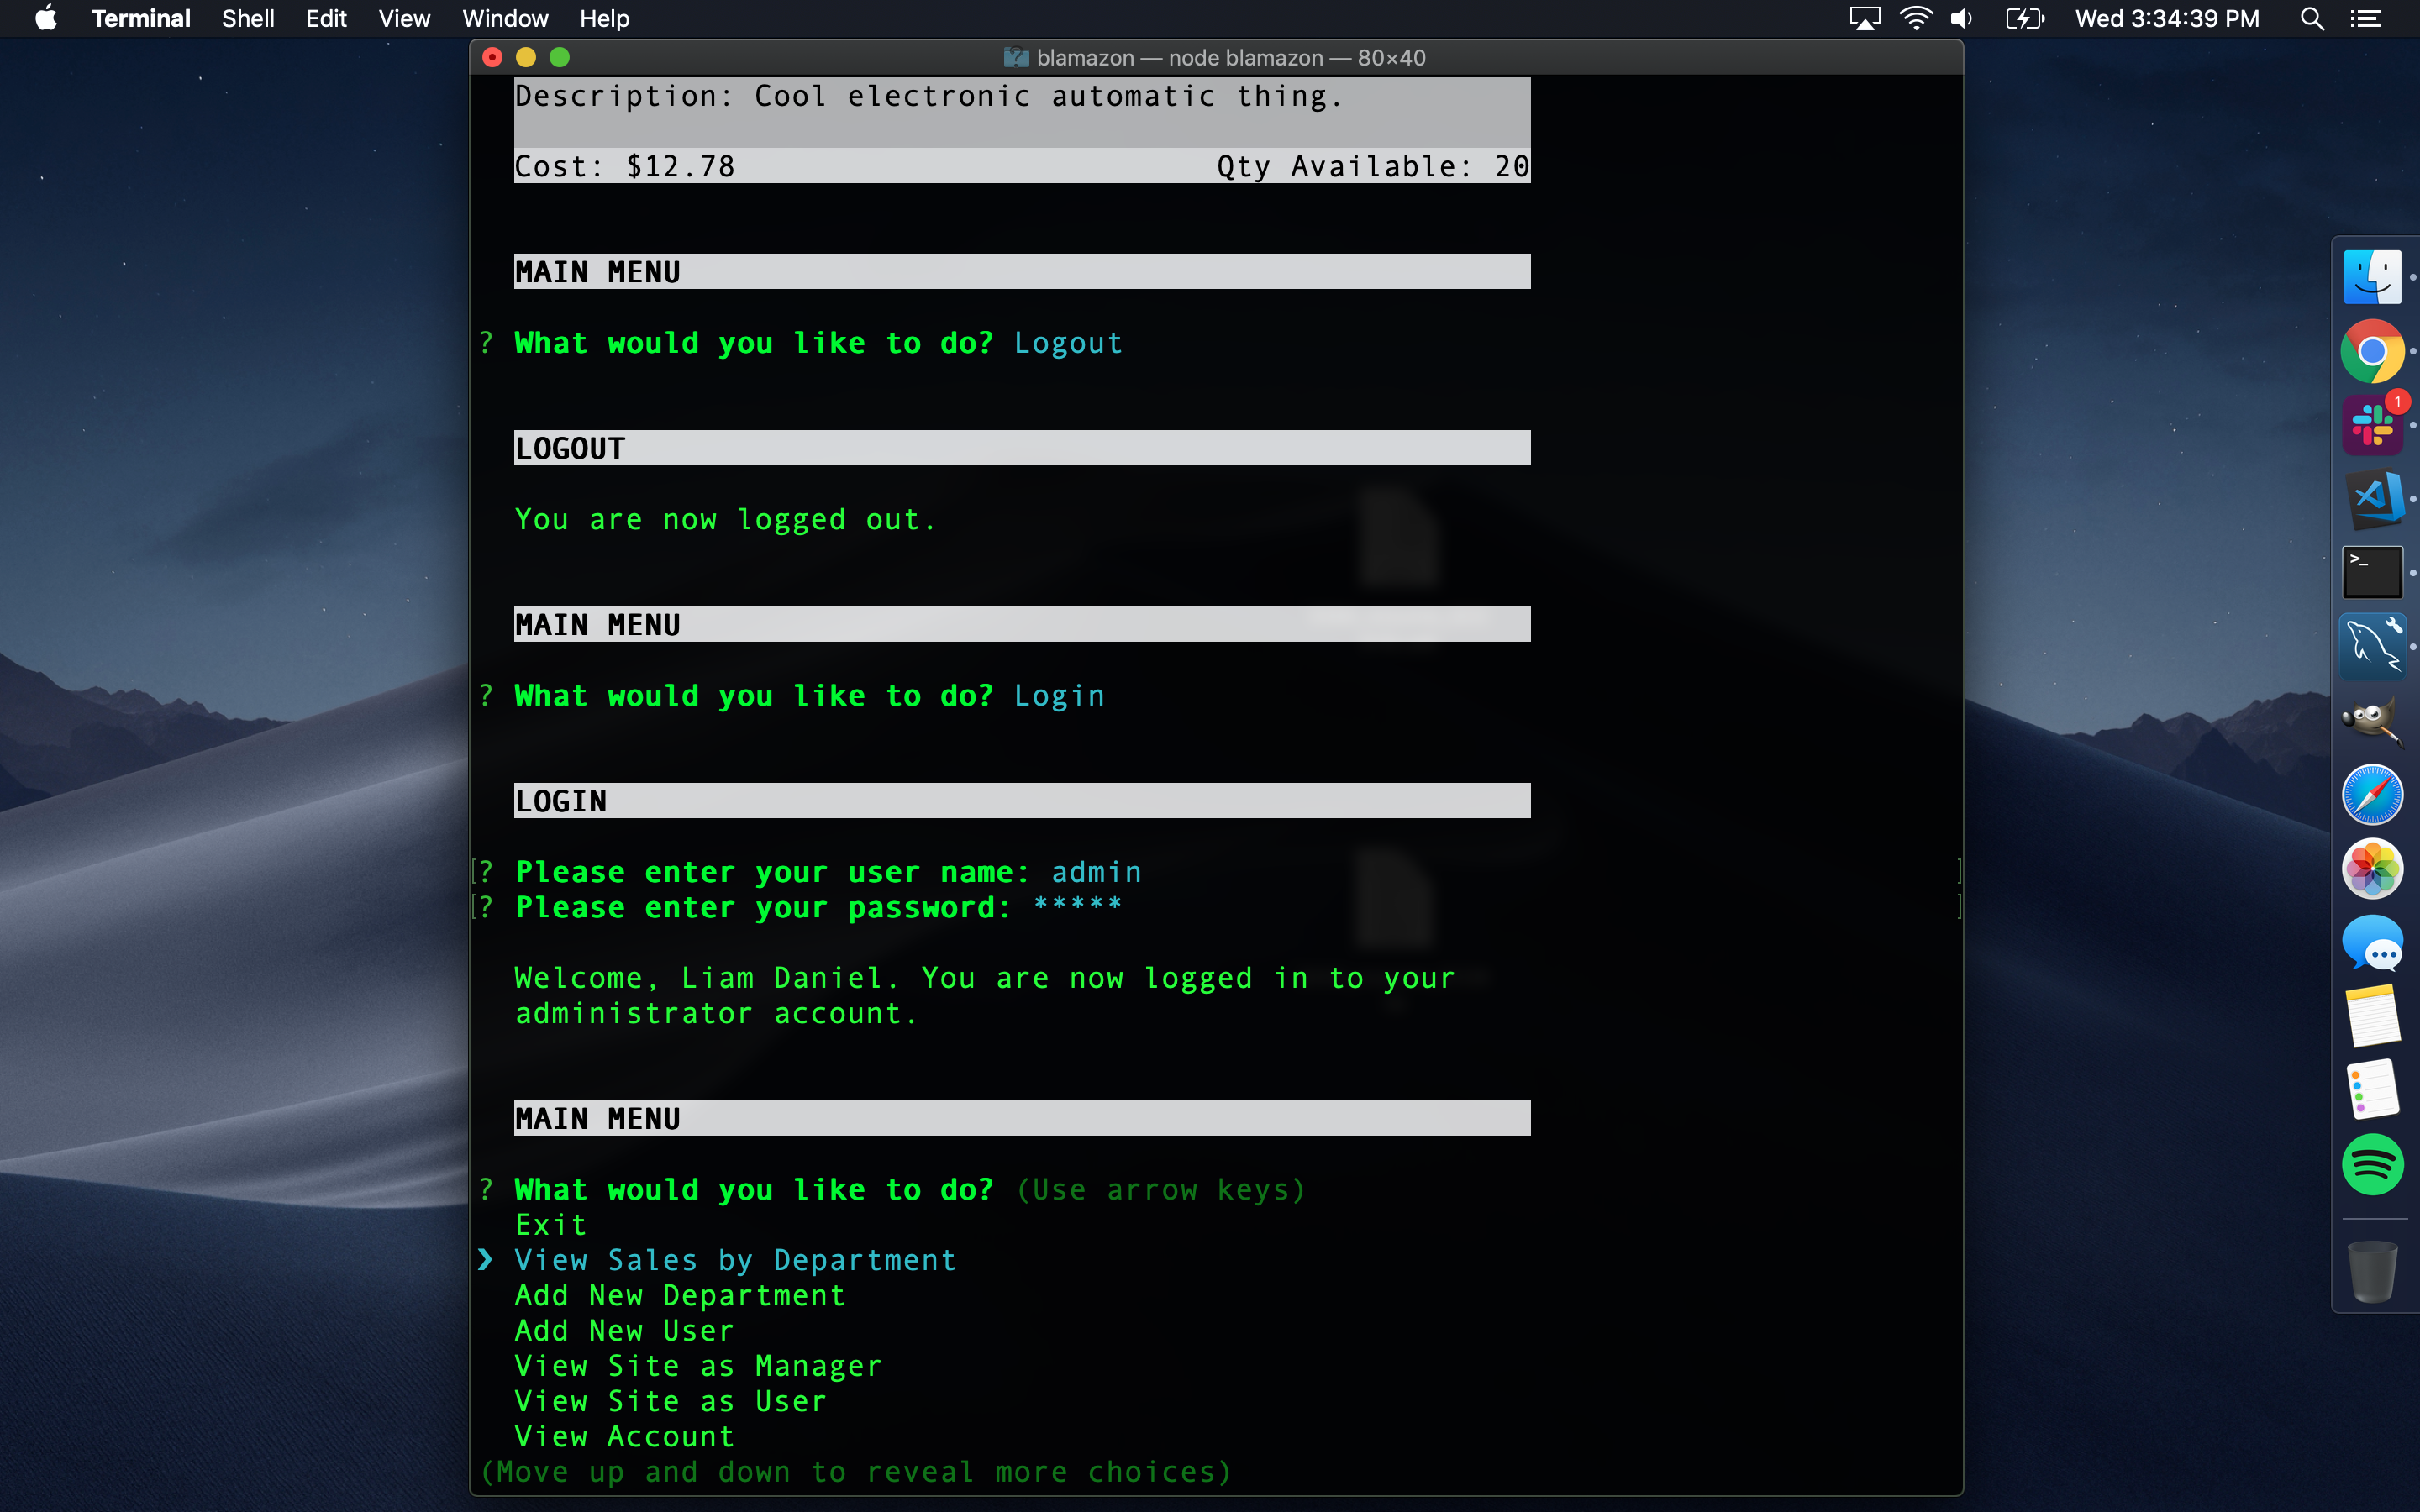 Terminal Shell Edit View Window Help Wed 3:34:39 PM
blamazon — node blamazon — 80×40
Description: Cool electronic automatic thing.
Cost: $12.78 Qty Available: 20
MAIN MENU
? What would you like to do? Logout
LOGOUT
You are now logged out.
MAIN MENU
? What would you like to do? Login
LOGIN
[? Please enter your user name: admin ]
[? Please enter your password: ***** ]
Welcome, Liam Daniel. You are now logged in to your
administrator account.
MAIN MENU
? What would you like to do? (Use arrow keys)
Exit
❯ View Sales by Department
Add New Department
Add New User
View Site as Manager
View Site as User
View Account
(Move up and down to reveal more choices)
1
>_